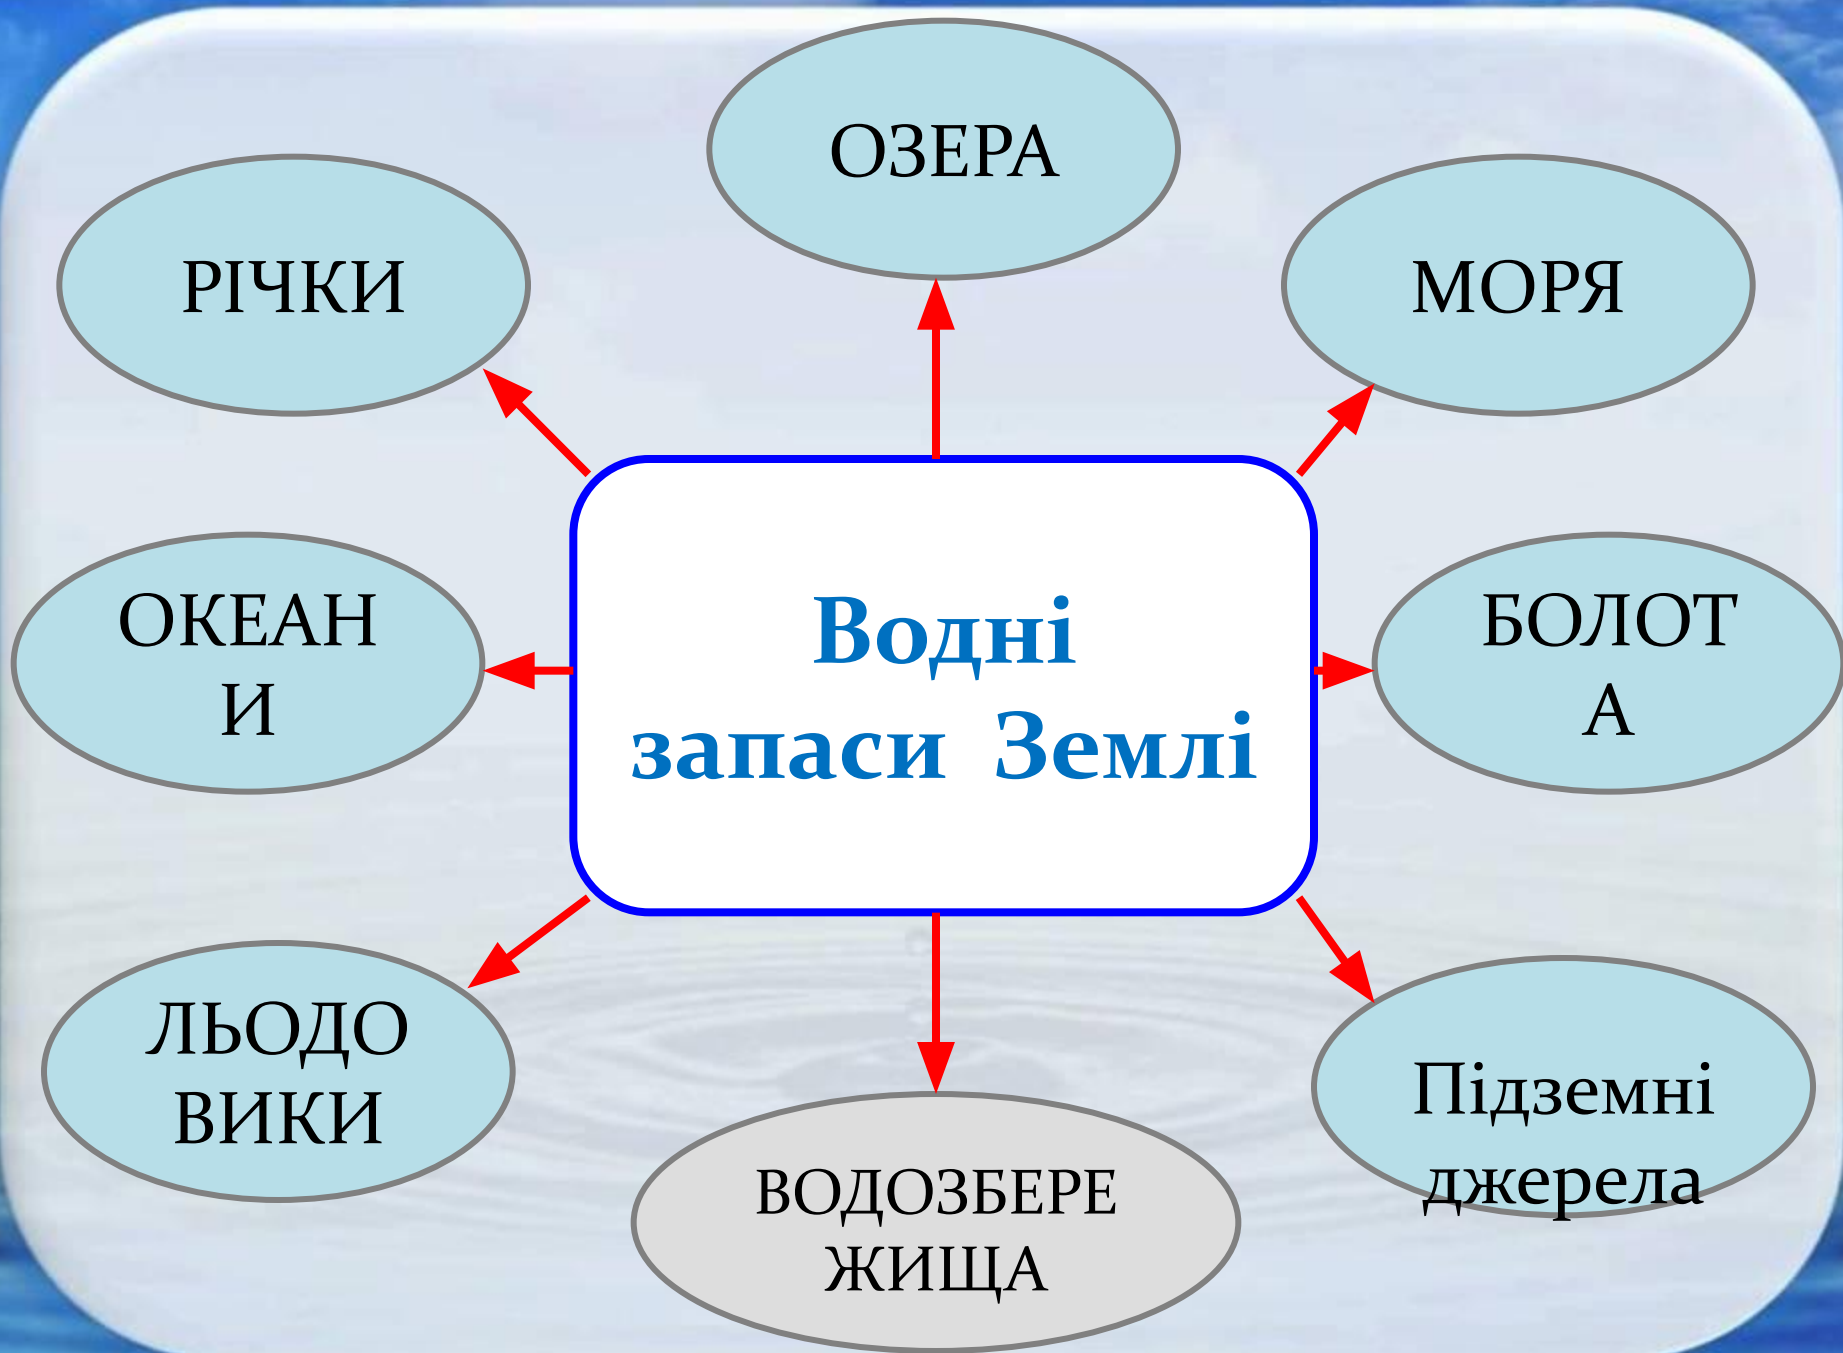 ОЗЕРА
РІЧКИ
МОРЯ
ОКЕАН
И
Водні
запаси Землі
БОЛОТ
А
ЛЬОДО
ВИКИ
ВОДОЗБЕРЕ
ЖИЩА
Підземні
джерела